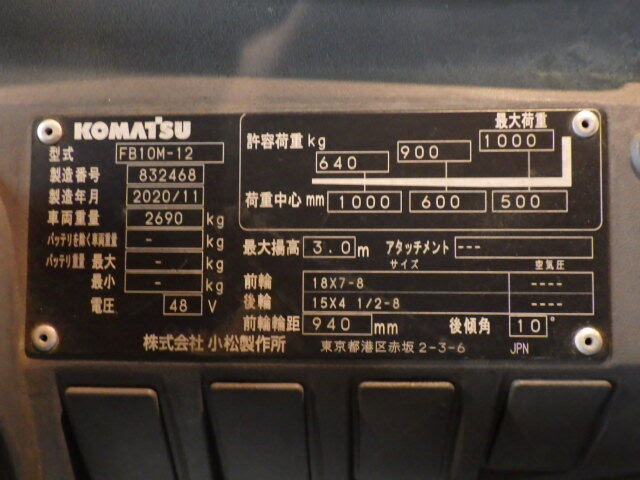 KOMATSU
型式 FB10M-12
製造番号 832468
製造年月 2020/11
車両重量 2690 kg
バッテリを除く車両重量 - kg
バッテリ重量 最大 - kg
最小 - kg
電圧 48 V
最大荷重
許容荷重 kg 640 900 1000
荷重中心 mm 1000 600 500
最大揚高 3.0 m アタッチメント ---
サイズ 空気圧
前輪 18X7-8 ----
後輪 15X4 1/2-8 ----
前輪輪距 940 mm 後傾角 10°
株式会社 小松製作所 東京都港区赤坂2-3-6 JPN